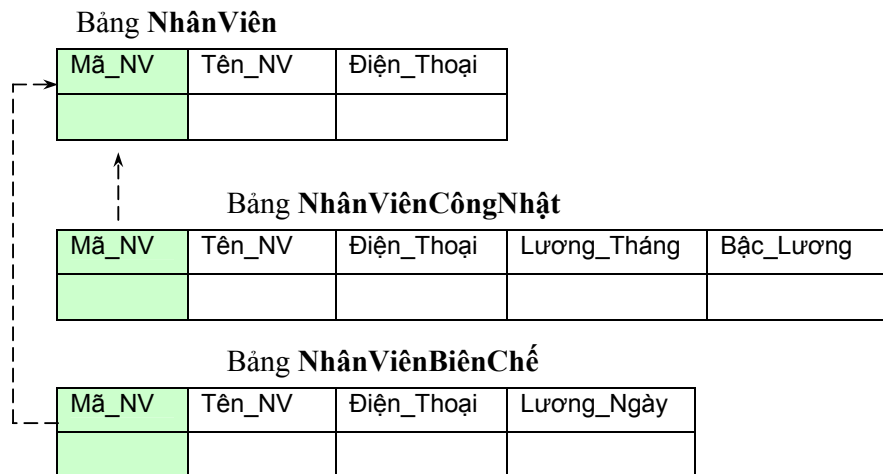 Bảng NhânViên
Mã_NV Tên_NV Điện_Thoại
Bảng NhânViênCôngNhật
Mã_NV Tên_NV Điện_Thoại Lương_Tháng Bậc_Lương
Bảng NhânViênBiênChế
Mã_NV Tên_NV Điện_Thoại Lương_Ngày